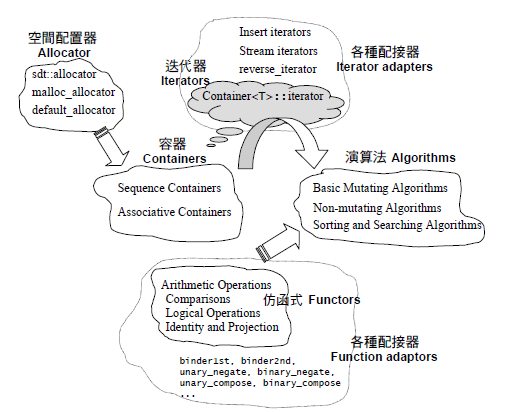 空間配置器
Allocator
sdt::allocator
malloc_allocator
default_allocator
Insert iterators
Stream iterators
reverse_iterator
各種配接器
Iterator adapters
迭代器
Iterators
Container<T>::iterator
容器
Containers
Sequence Containers
Associative Containers
演算法 Algorithms
Basic Mutating Algorithms
Non-mutating Algorithms
Sorting and Searching Algorithms
Arithmetic Operations
Comparisons
Logical Operations
Identity and Projection
仿函式 Functors
各種配接器
Function adaptors
binder1st, binder2nd,
unary_negate, binary_negate,
unary_compose, binary_compose
...